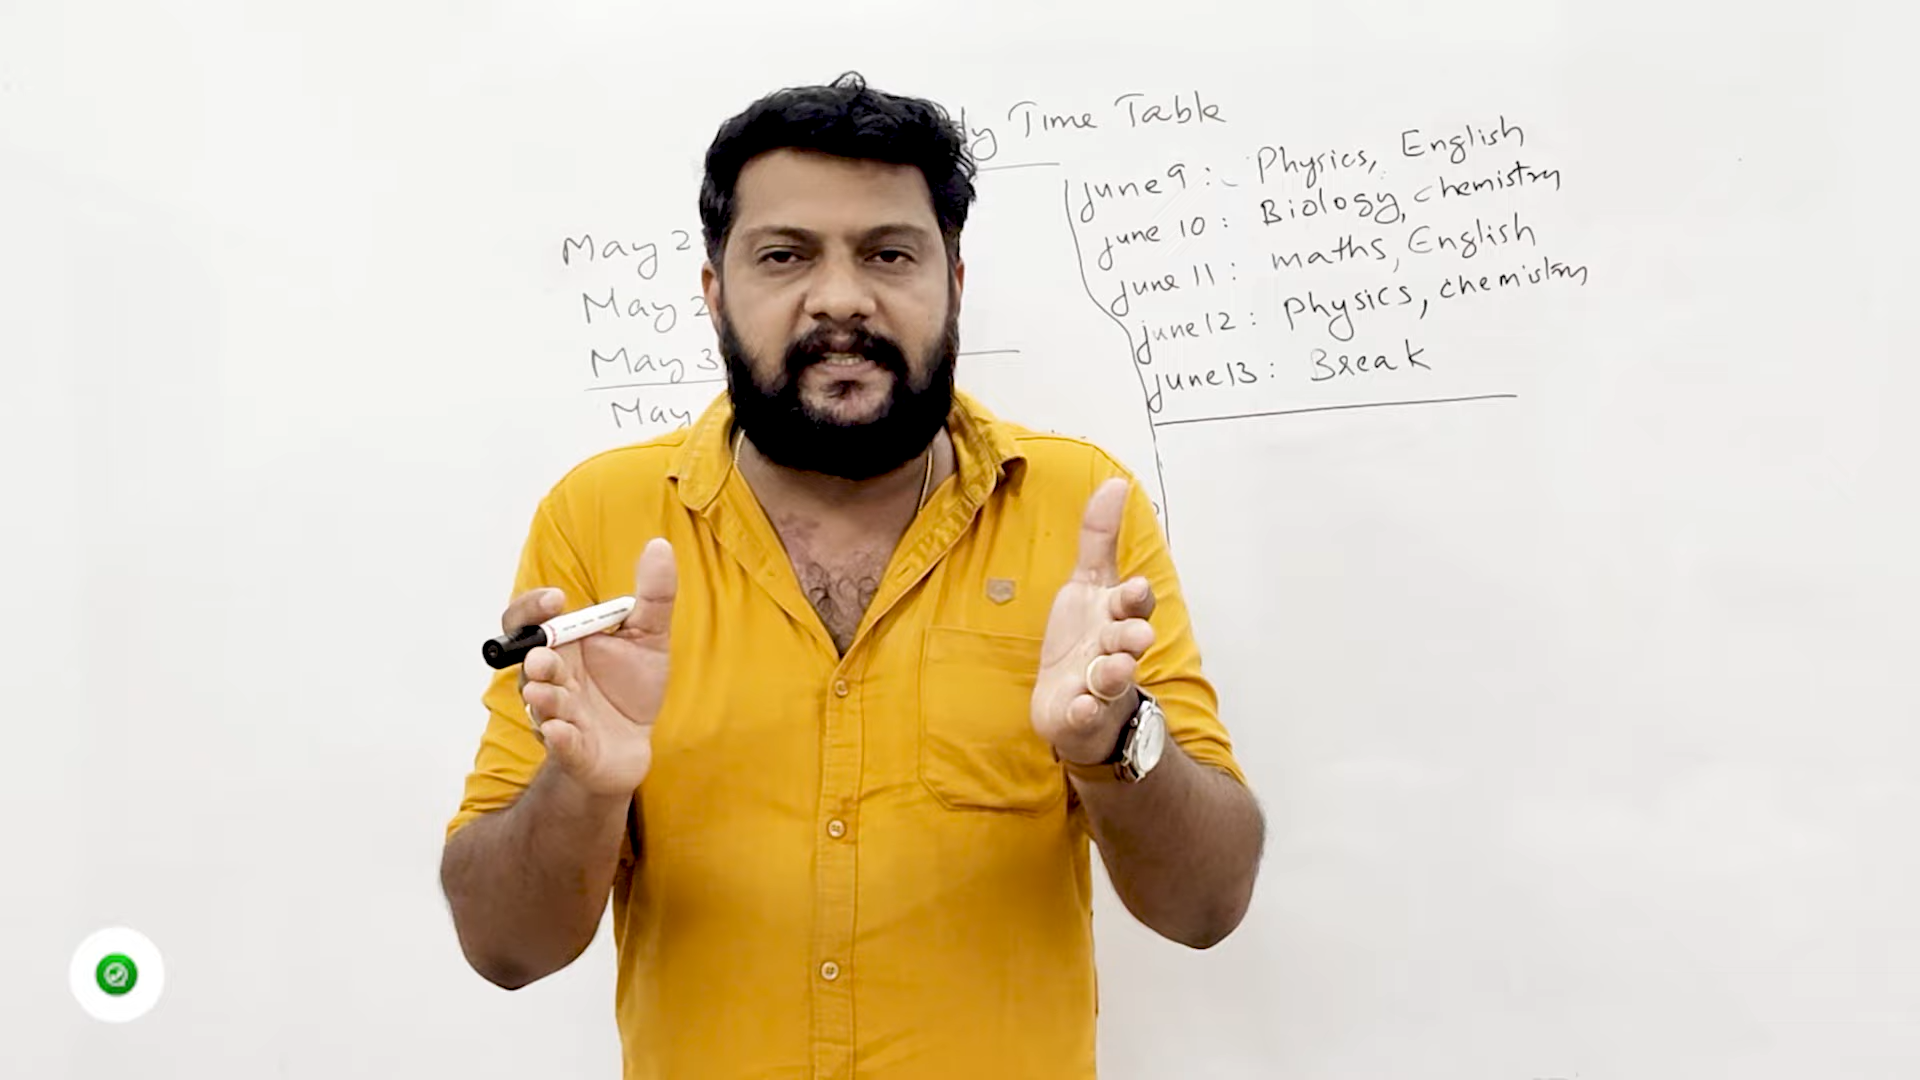 dy Time Table
May 2
May 2
May 3
May
June 9 : Physics, English
June 10 : Biology, chemistry
June 11 : maths, English
June 12 : Physics, chemistry
June 13 : Break